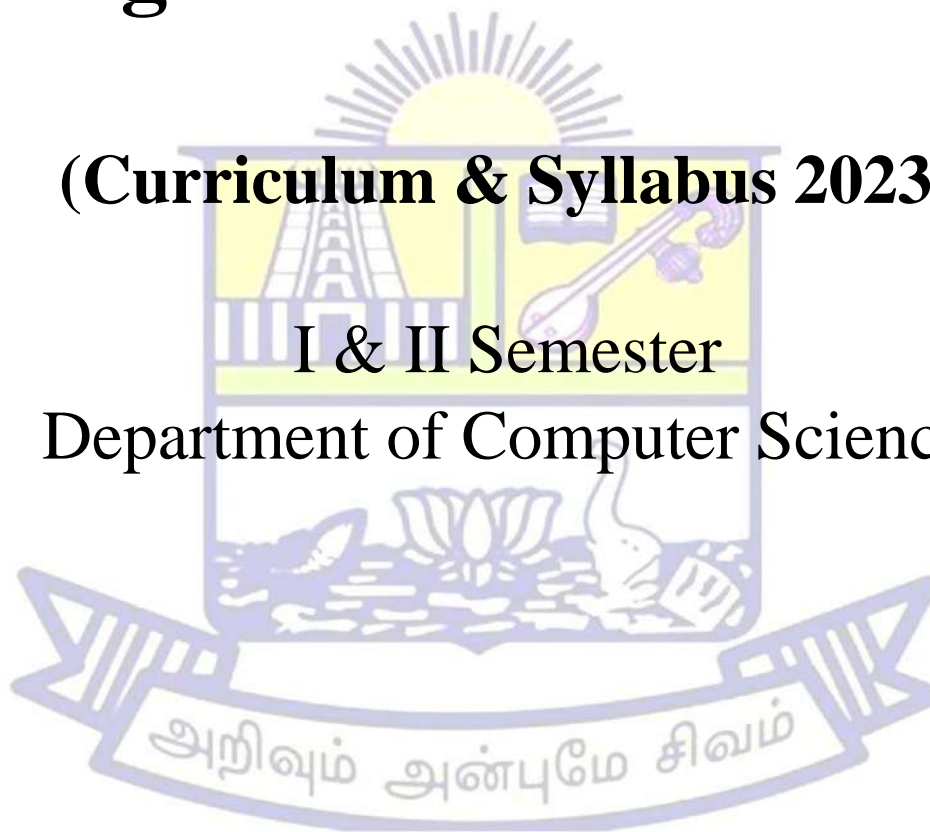 (Curriculum & Syllabus 2023
I & II Semester
Department of Computer Scienc
அறிவும் அன்புமே சிவம்